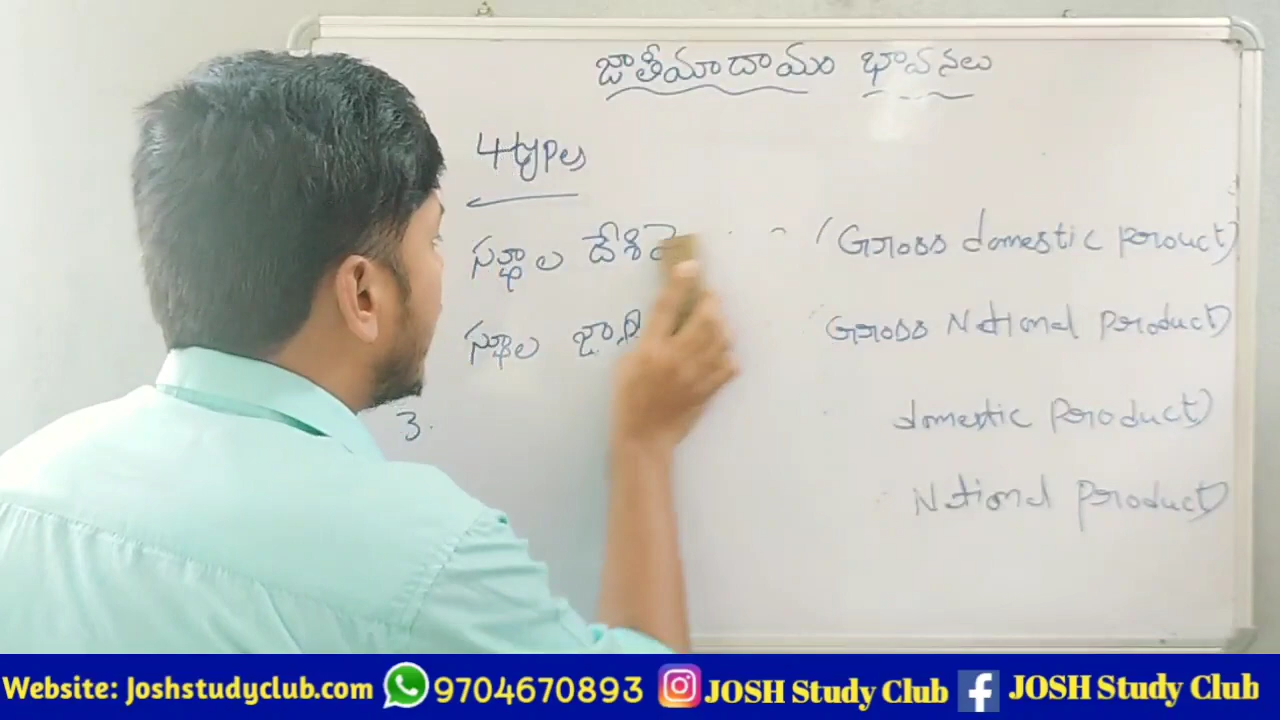 జాతీయాదాయం భావనలు
4 types
స్థూల దేశీ (Gross domestic prouct)
స్థూల జాతీ Gross National product)
3.
domestic product)
National product)
Website: Joshstudyclub.com 9704670893 JOSH Study Club JOSH Study Club